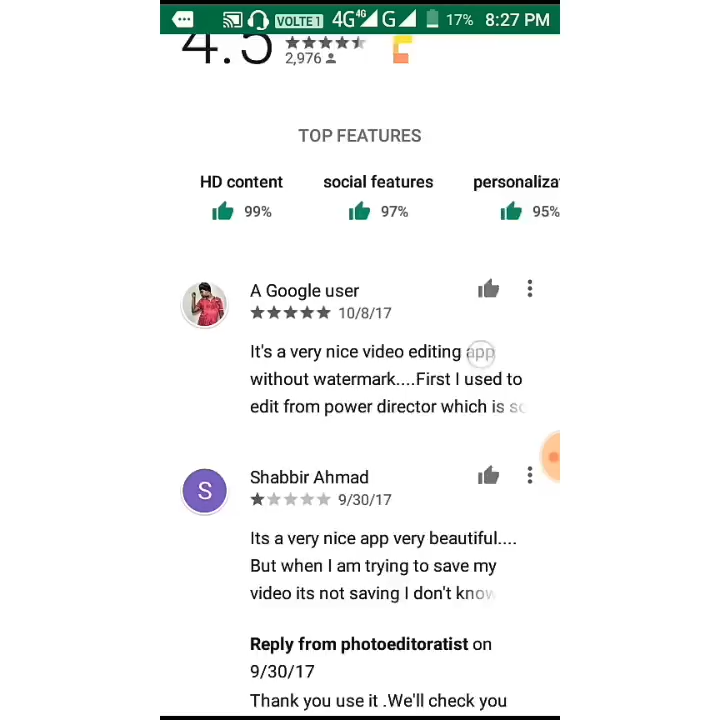 VOLTE 1 4G 4G G 17% 8:27 PM
4.5
2,976
TOP FEATURES
HD content social features personaliza
99% 97% 95%
A Google user
10/8/17
It's a very nice video editing app
without watermark....First I used to
edit from power director which is so
S
Shabbir Ahmad
9/30/17
Its a very nice app very beautiful....
But when I am trying to save my
video its not saving I don't know
Reply from photoeditoratist on
9/30/17
Thank you use it .We'll check you